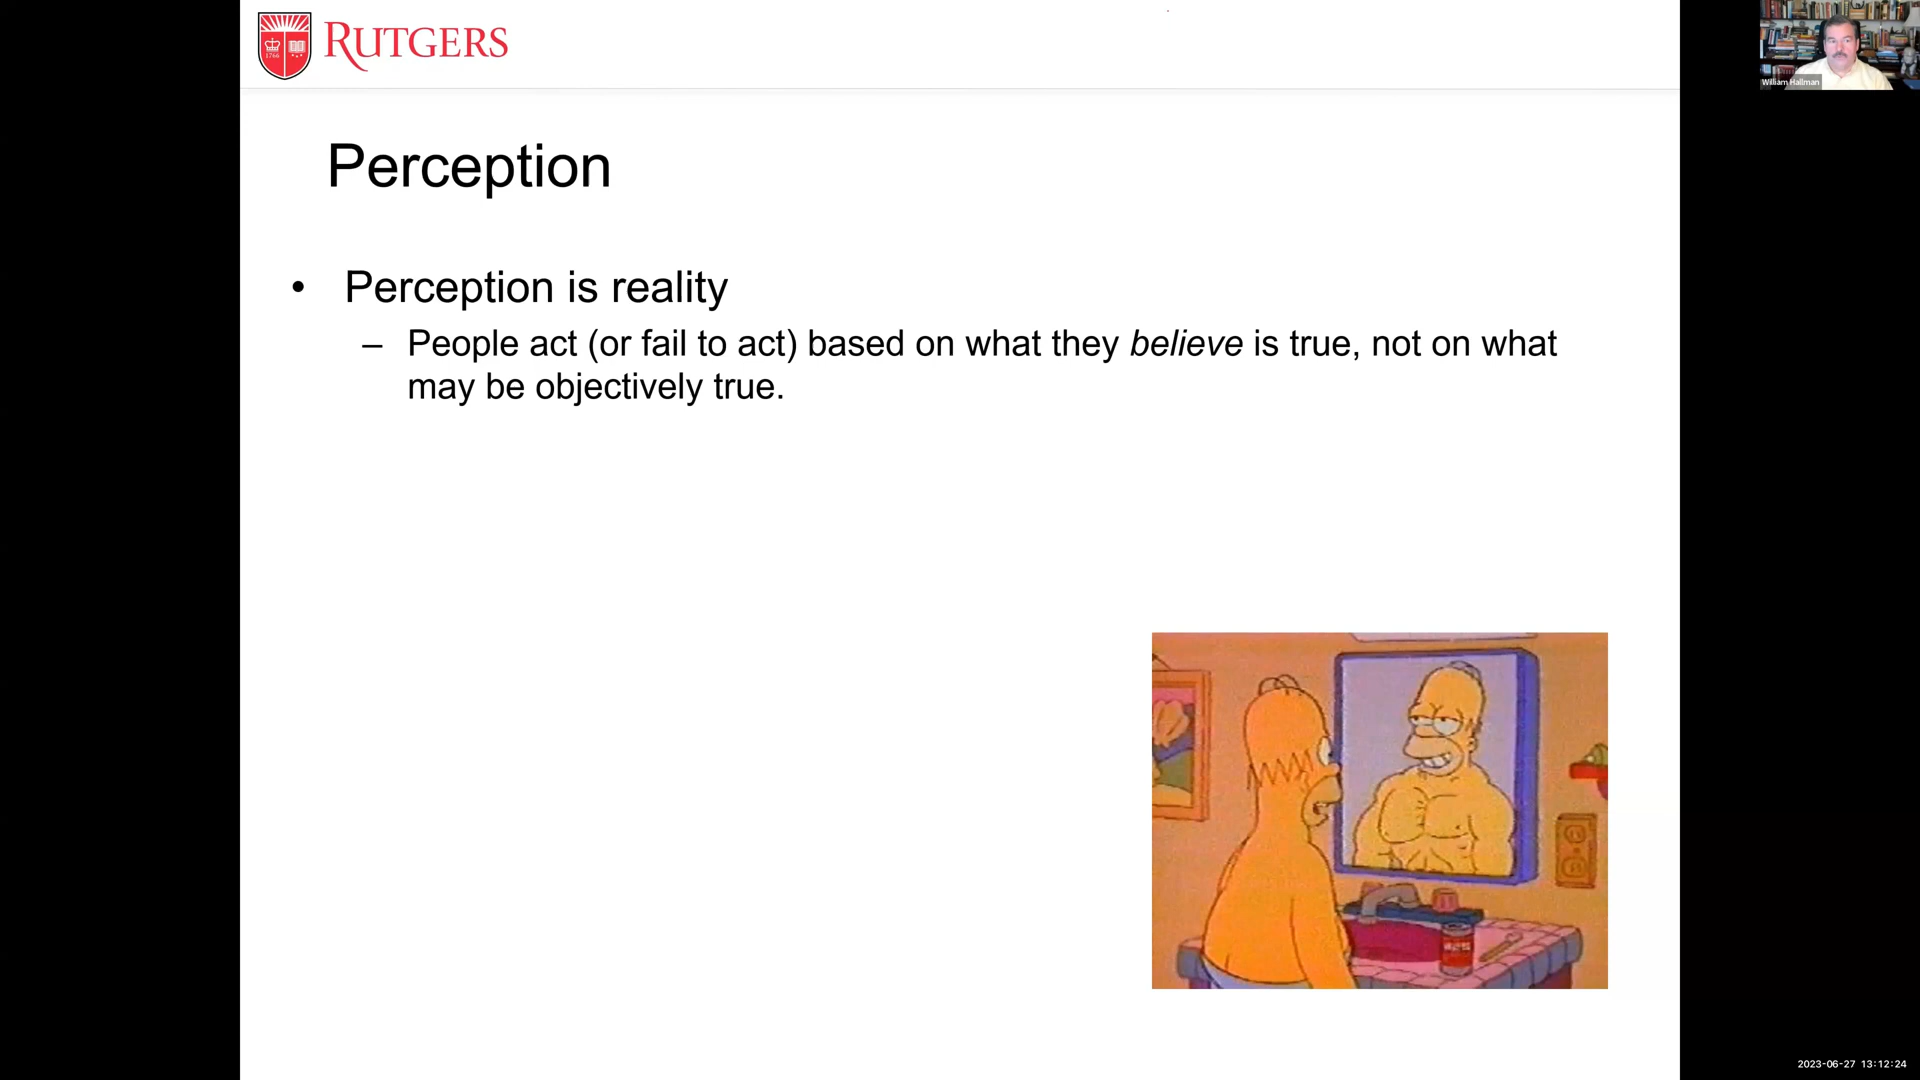 RUTGERS
1766
William Hallman
Perception
• Perception is reality
– People act (or fail to act) based on what they believe is true, not on what
may be objectively true.
2023-06-27 13:12:24